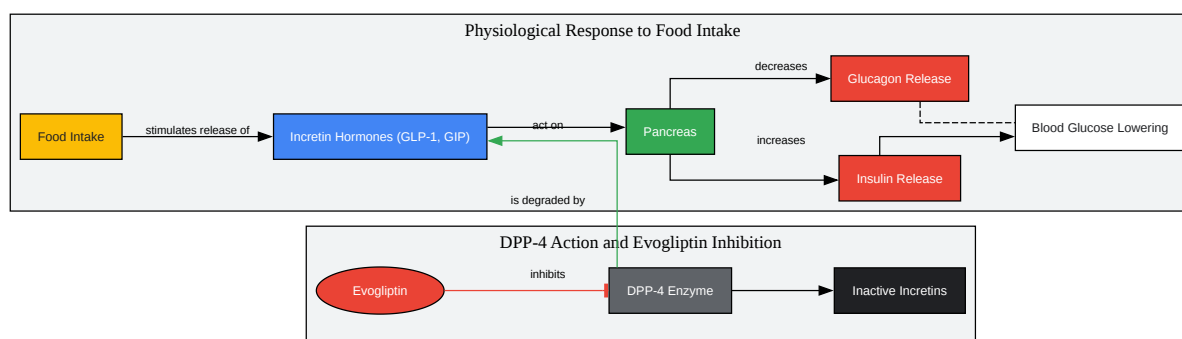 Physiological Response to Food Intake
decreases
Glucagon Release
Food Intake
stimulates release of
Incretin Hormones (GLP-1, GIP)
act on
Pancreas
Blood Glucose Lowering
increases
Insulin Release
is degraded by
DPP-4 Action and Evogliptin Inhibition
inhibits
Evogliptin
DPP-4 Enzyme
Inactive Incretins